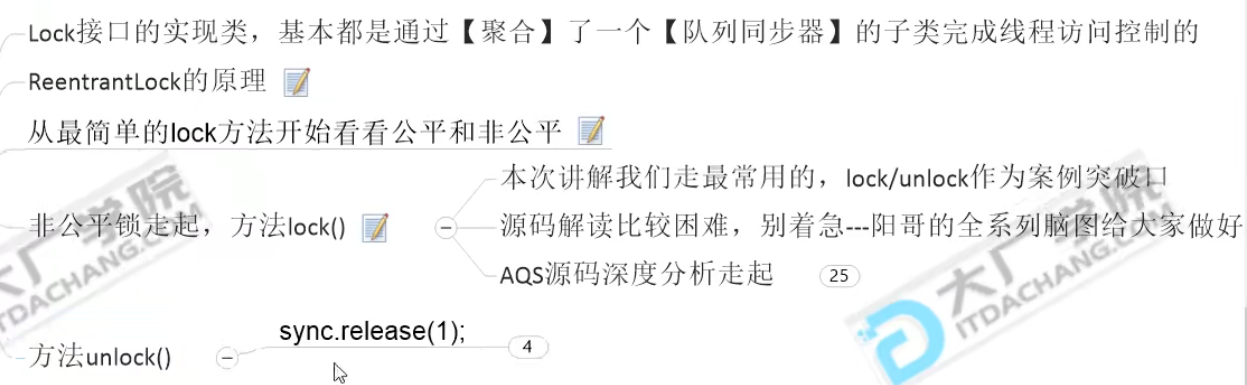 Lock接口的实现类，基本都是通过【聚合】了一个【队列同步器】的子类完成线程访问控制的
ReentrantLock的原理
从最简单的lock方法开始看看公平和非公平
非公平锁走起，方法lock()
本次讲解我们走最常用的，lock/unlock作为案例突破口
源码解读比较困难，别着急---阳哥的全系列脑图给大家做好
AQS源码深度分析走起 25
方法unlock()
sync.release(1); 4
大厂学院
ITDACHANG.COM
大厂学院
ITDACHANG.COM